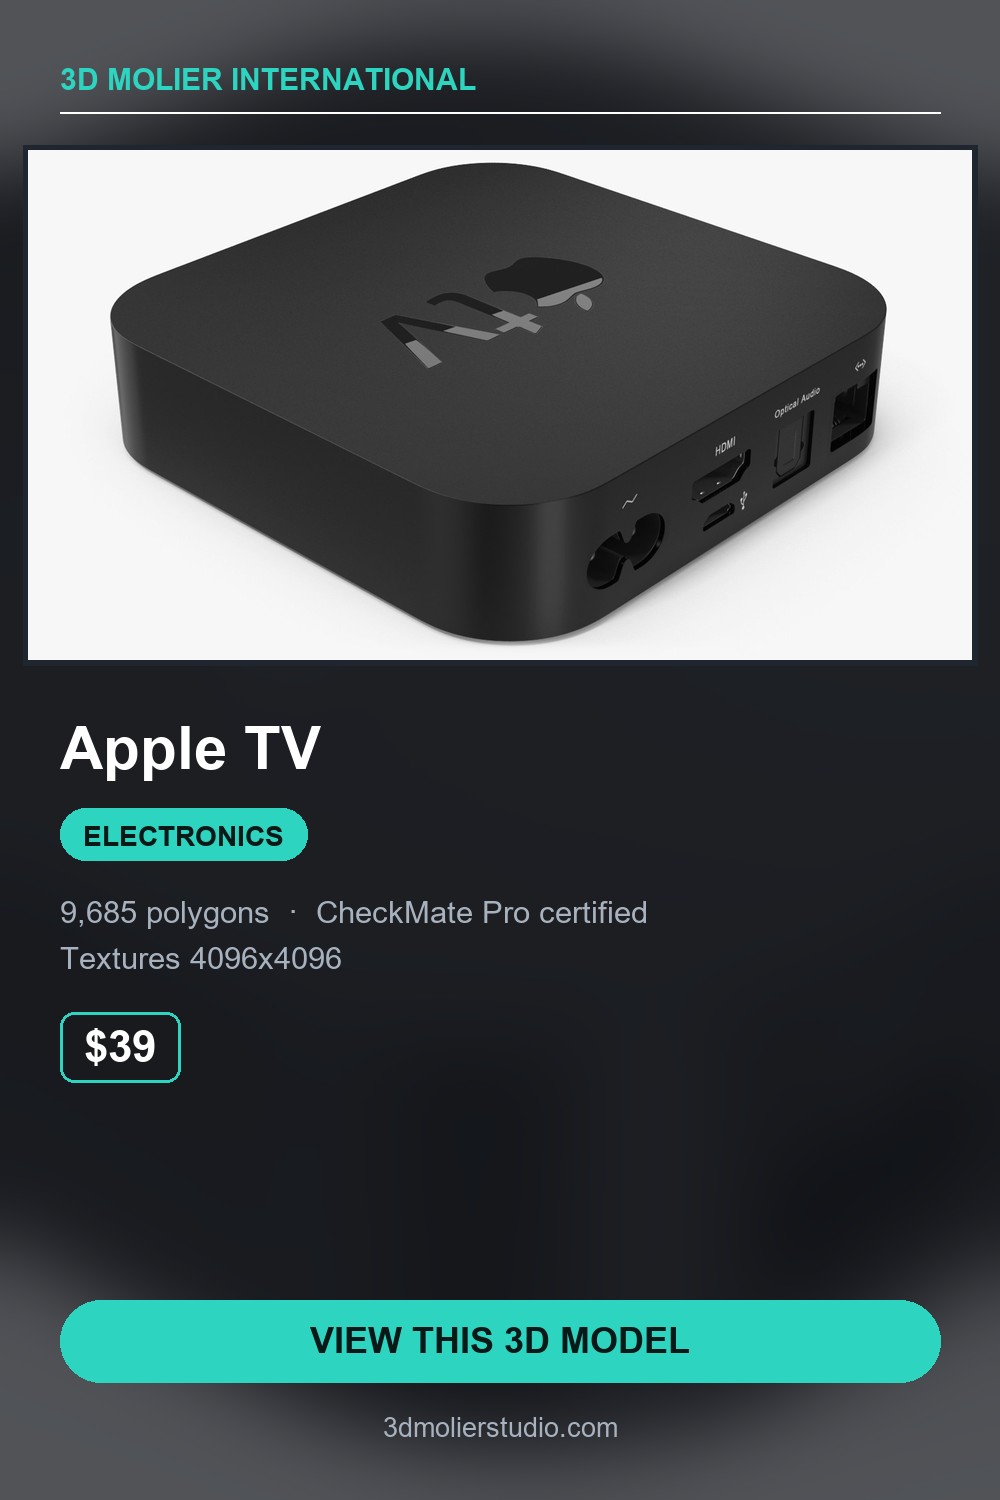 3D MOLIER INTERNATIONAL
tv
HDMI
Optical Audio
Apple TV
ELECTRONICS
9,685 polygons · CheckMate Pro certified
Textures 4096x4096
$39
VIEW THIS 3D MODEL
3dmolierstudio.com